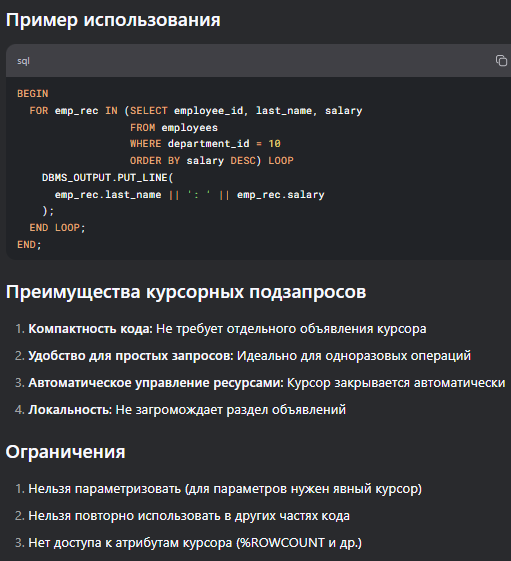 Пример использования
sql
BEGIN
  FOR emp_rec IN (SELECT employee_id, last_name, salary
                  FROM employees
                  WHERE department_id = 10
                  ORDER BY salary DESC) LOOP
    DBMS_OUTPUT.PUT_LINE(
      emp_rec.last_name || ': ' || emp_rec.salary
    );
  END LOOP;
END;
Преимущества курсорных подзапросов
1. Компактность кода: Не требует отдельного объявления курсора
2. Удобство для простых запросов: Идеально для одноразовых операций
3. Автоматическое управление ресурсами: Курсор закрывается автоматически
4. Локальность: Не загромождает раздел объявлений
Ограничения
1. Нельзя параметризовать (для параметров нужен явный курсор)
2. Нельзя повторно использовать в других частях кода
3. Нет доступа к атрибутам курсора (%ROWCOUNT и др.)